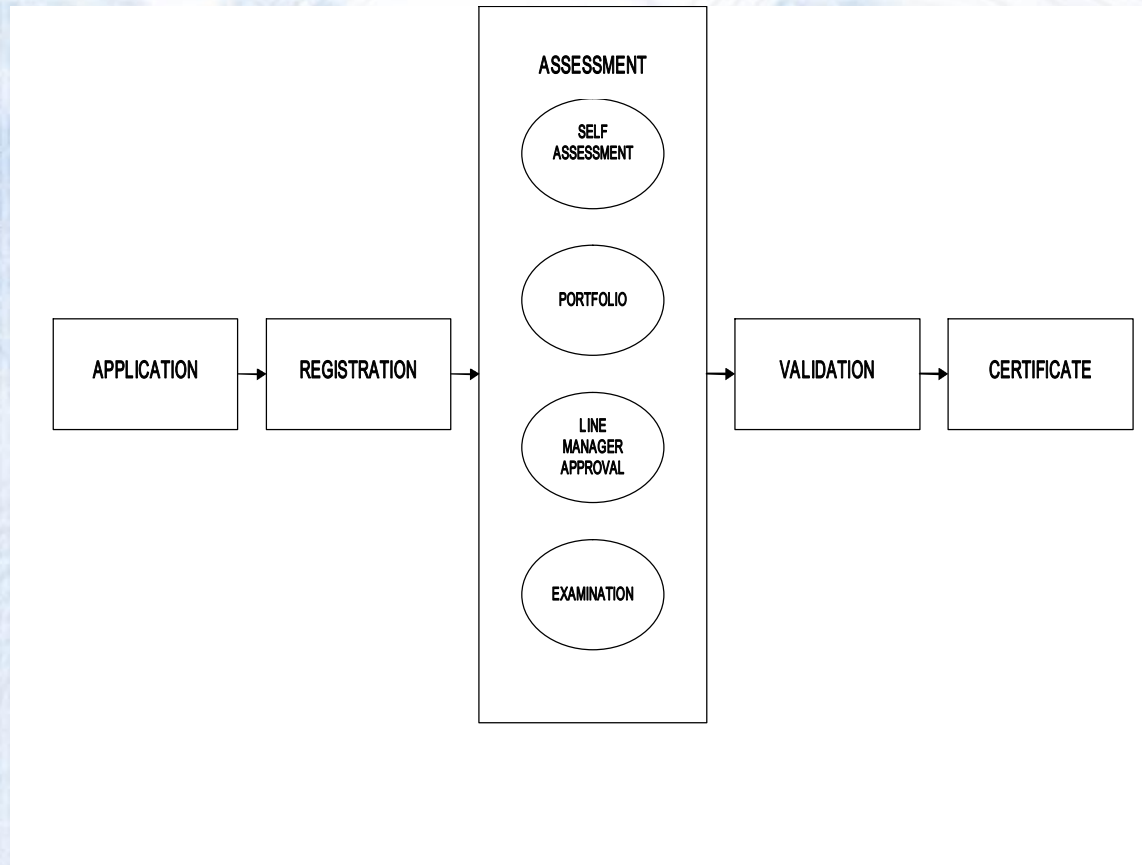 ASSESSMENT
SELF
ASSESSMENT
PORTFOLIO
LINE
MANAGER
APPROVAL
EXAMINATION
APPLICATION
REGISTRATION
VALIDATION
CERTIFICATE